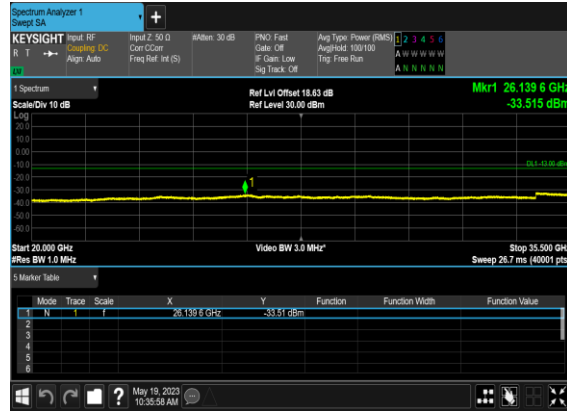 Spectrum Analyzer 1
Swept SA
+
KEYSIGHT Input: RF Input Z: 50 Ω #Atten: 30 dB PNO: Fast Avg Type: Power (RMS) 1 2 3 4 5 6
R T Coupling: DC Corr CCorr Gate: Off Avg|Hold: 100/100 A W W W W W
Align: Auto Freq Ref: Int (S) IF Gain: Low Trig: Free Run
Sig Track: Off A N N N N N
1 Spectrum Ref Lvl Offset 18.63 dB Mkr1 26.139 6 GHz
Scale/Div 10 dB Ref Level 30.00 dBm -33.515 dBm
Log
20.0
10.0
0.00
-10.0
DL1 -13.00 dBm
-20.0
1
-30.0
-40.0
-50.0
-60.0
Start 20.000 GHz Video BW 3.0 MHz* Stop 35.500 GHz
#Res BW 1.0 MHz Sweep 26.7 ms (40001 pts)
5 Marker Table
Mode Trace Scale X Y Function Function Width Function Value
1 N 1 f 26.139 6 GHz -33.51 dBm
2
3
4
5
6
? May 19, 2023
10:35:58 AM